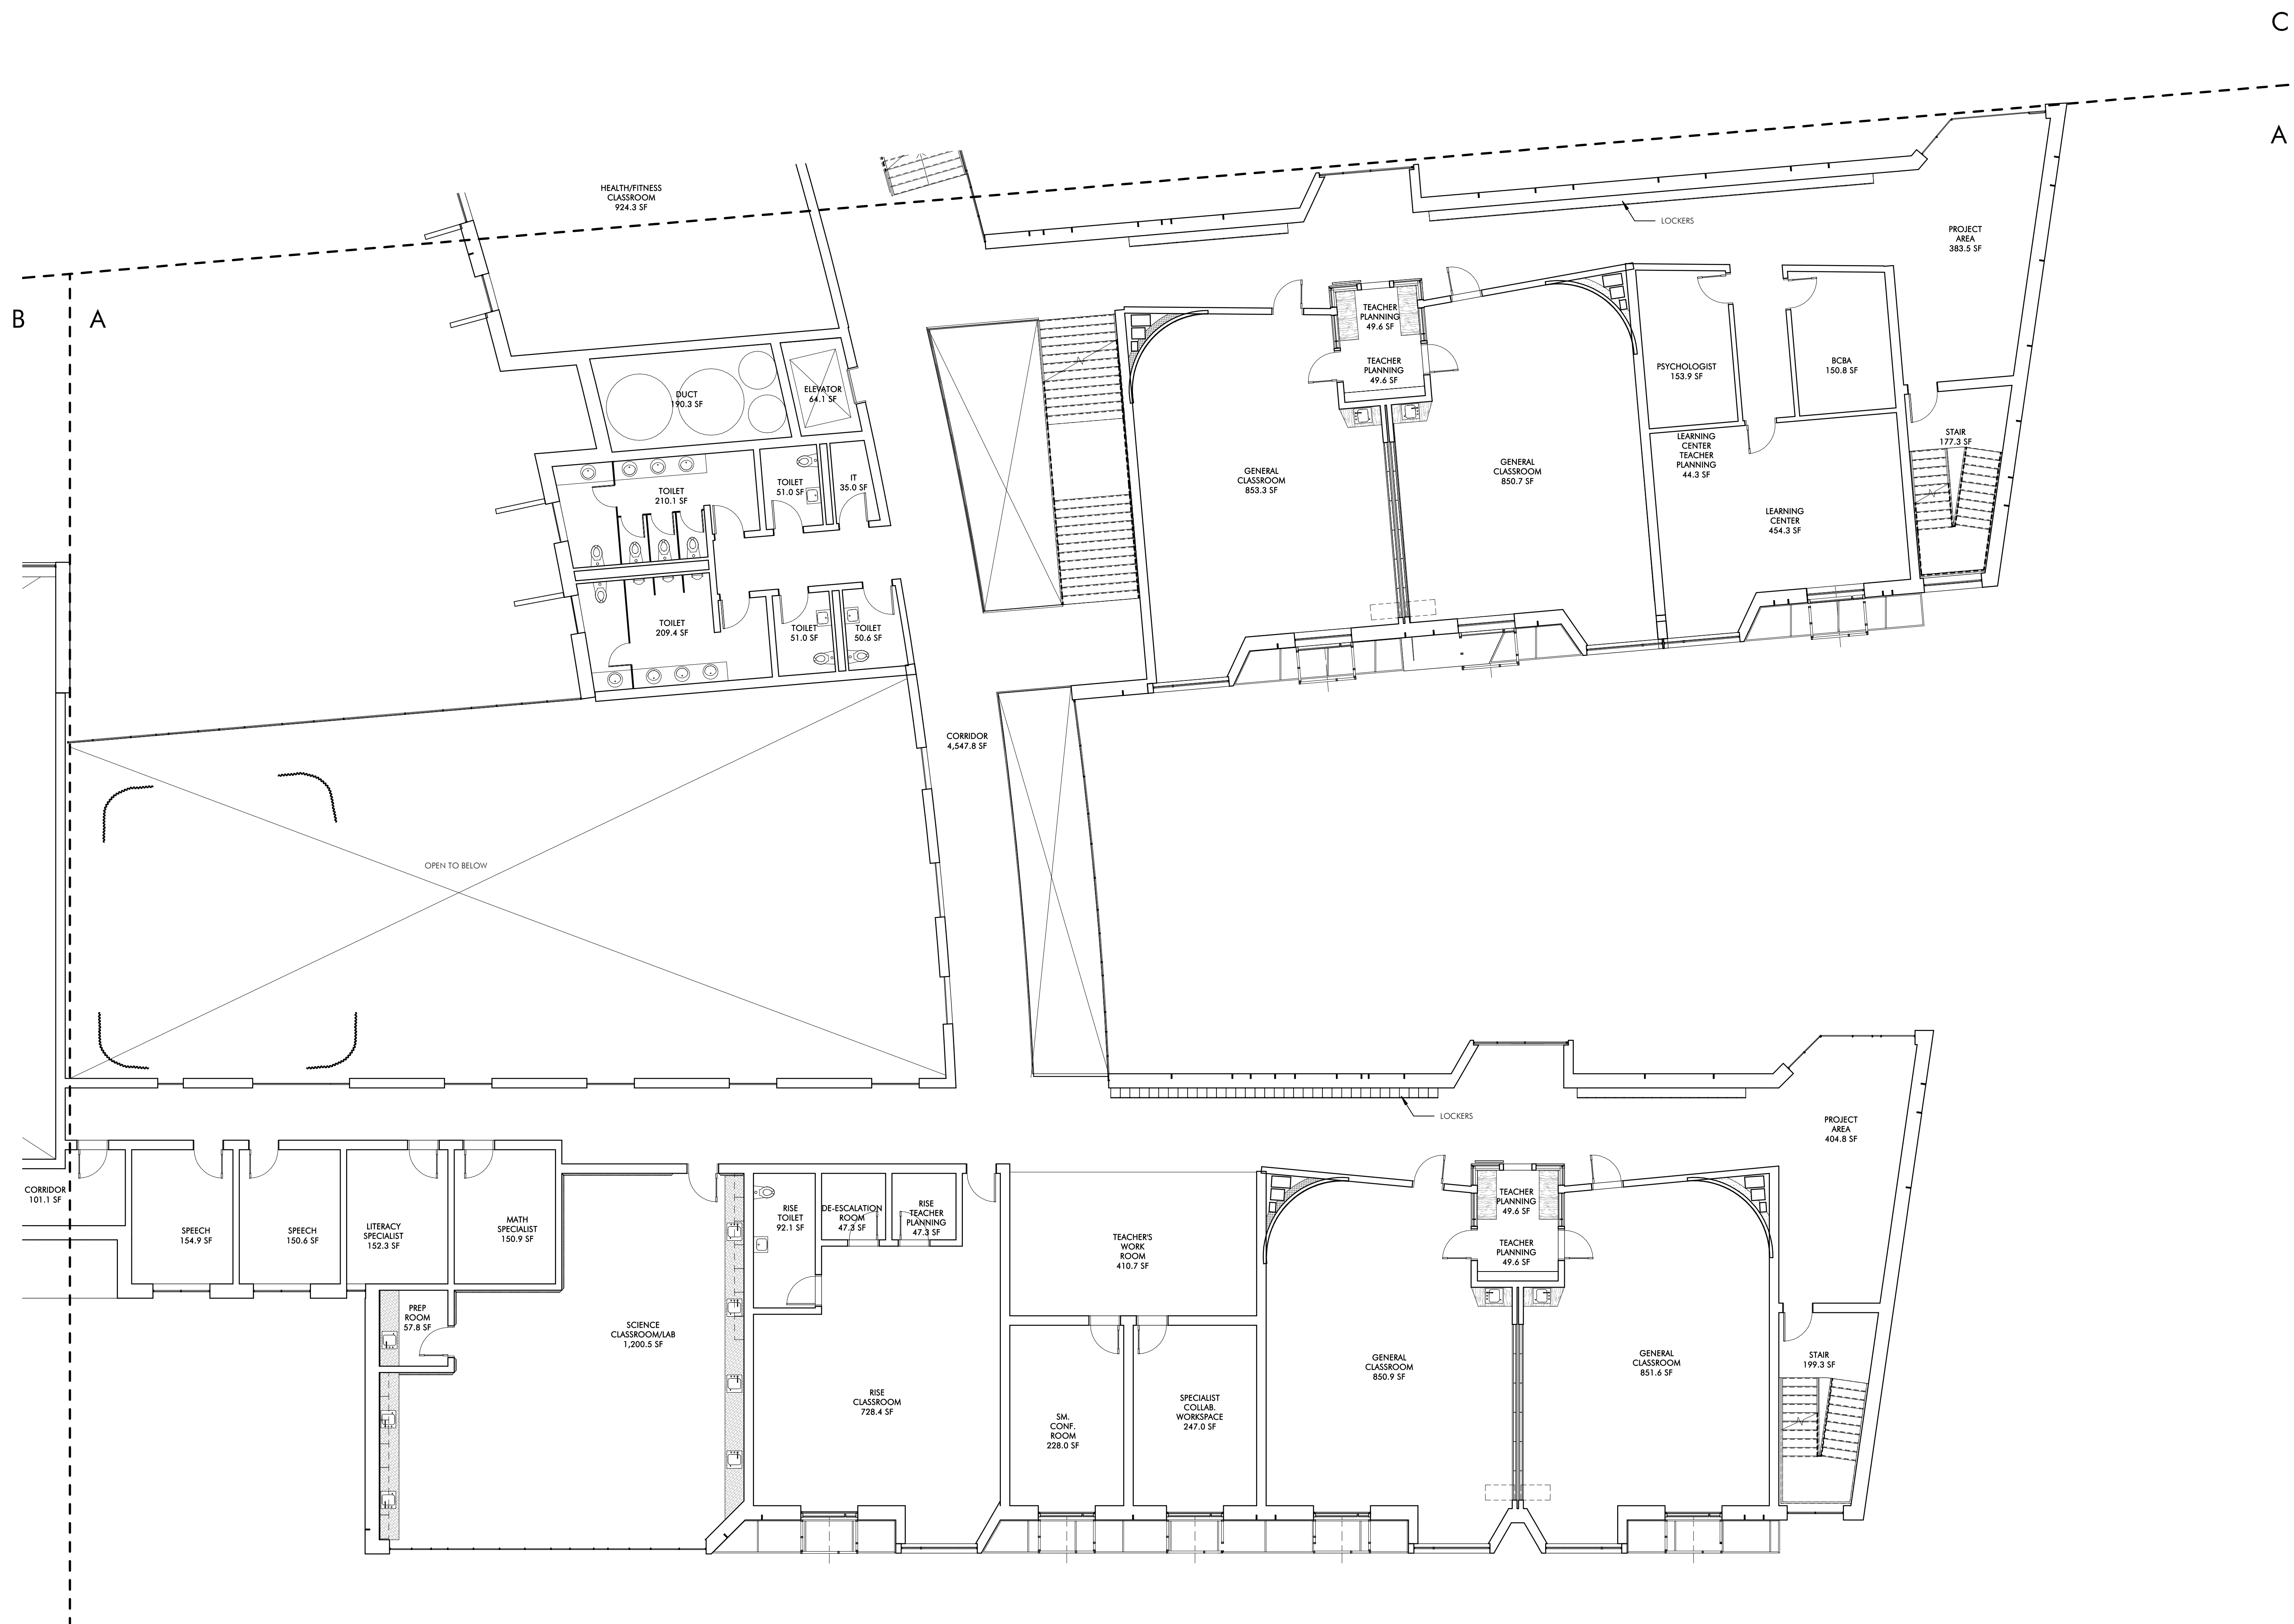 C
A
HEALTH/FITNESS
CLASSROOM
924.3 SF
LOCKERS
PROJECT
AREA
383.5 SF
B
A
TEACHER
PLANNING
49.6 SF
TEACHER
PLANNING
49.6 SF
PSYCHOLOGIST
153.9 SF
BCBA
150.8 SF
DUCT
190.3 SF
ELEVATOR
64.1 SF
STAIR
177.3 SF
LEARNING
CENTER
TEACHER
PLANNING
44.3 SF
GENERAL
CLASSROOM
853.3 SF
GENERAL
CLASSROOM
850.7 SF
TOILET
210.1 SF
TOILET
51.0 SF
IT
35.0 SF
LEARNING
CENTER
454.3 SF
TOILET
209.4 SF
TOILET
51.0 SF
TOILET
50.6 SF
CORRIDOR
4,547.8 SF
OPEN TO BELOW
LOCKERS
PROJECT
AREA
404.8 SF
CORRIDOR
101.1 SF
SPEECH
154.9 SF
SPEECH
150.6 SF
LITERACY
SPECIALIST
152.3 SF
MATH
SPECIALIST
150.9 SF
RISE
TOILET
92.1 SF
DE-ESCALATION
ROOM
47.3 SF
RISE
TEACHER
PLANNING
47.3 SF
TEACHER'S
WORK
ROOM
410.7 SF
TEACHER
PLANNING
49.6 SF
TEACHER
PLANNING
49.6 SF
PREP
ROOM
57.8 SF
SCIENCE
CLASSROOM/LAB
1,200.5 SF
RISE
CLASSROOM
728.4 SF
SM.
CONF.
ROOM
228.0 SF
SPECIALIST
COLLAB.
WORKSPACE
247.0 SF
GENERAL
CLASSROOM
850.9 SF
GENERAL
CLASSROOM
851.6 SF
STAIR
199.3 SF